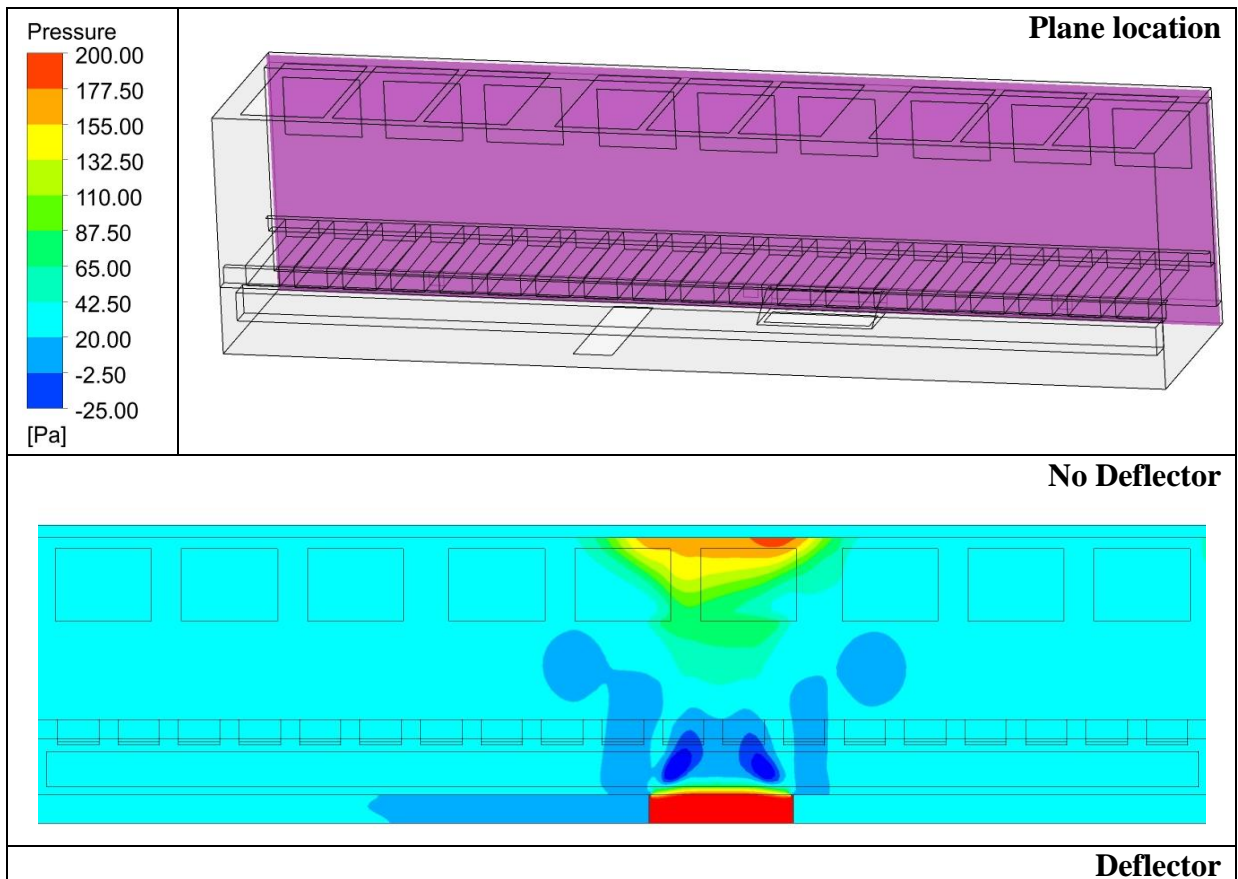 Pressure
200.00
177.50
155.00
132.50
110.00
87.50
65.00
42.50
20.00
-2.50
-25.00
[Pa]
Plane location
No Deflector
Deflector